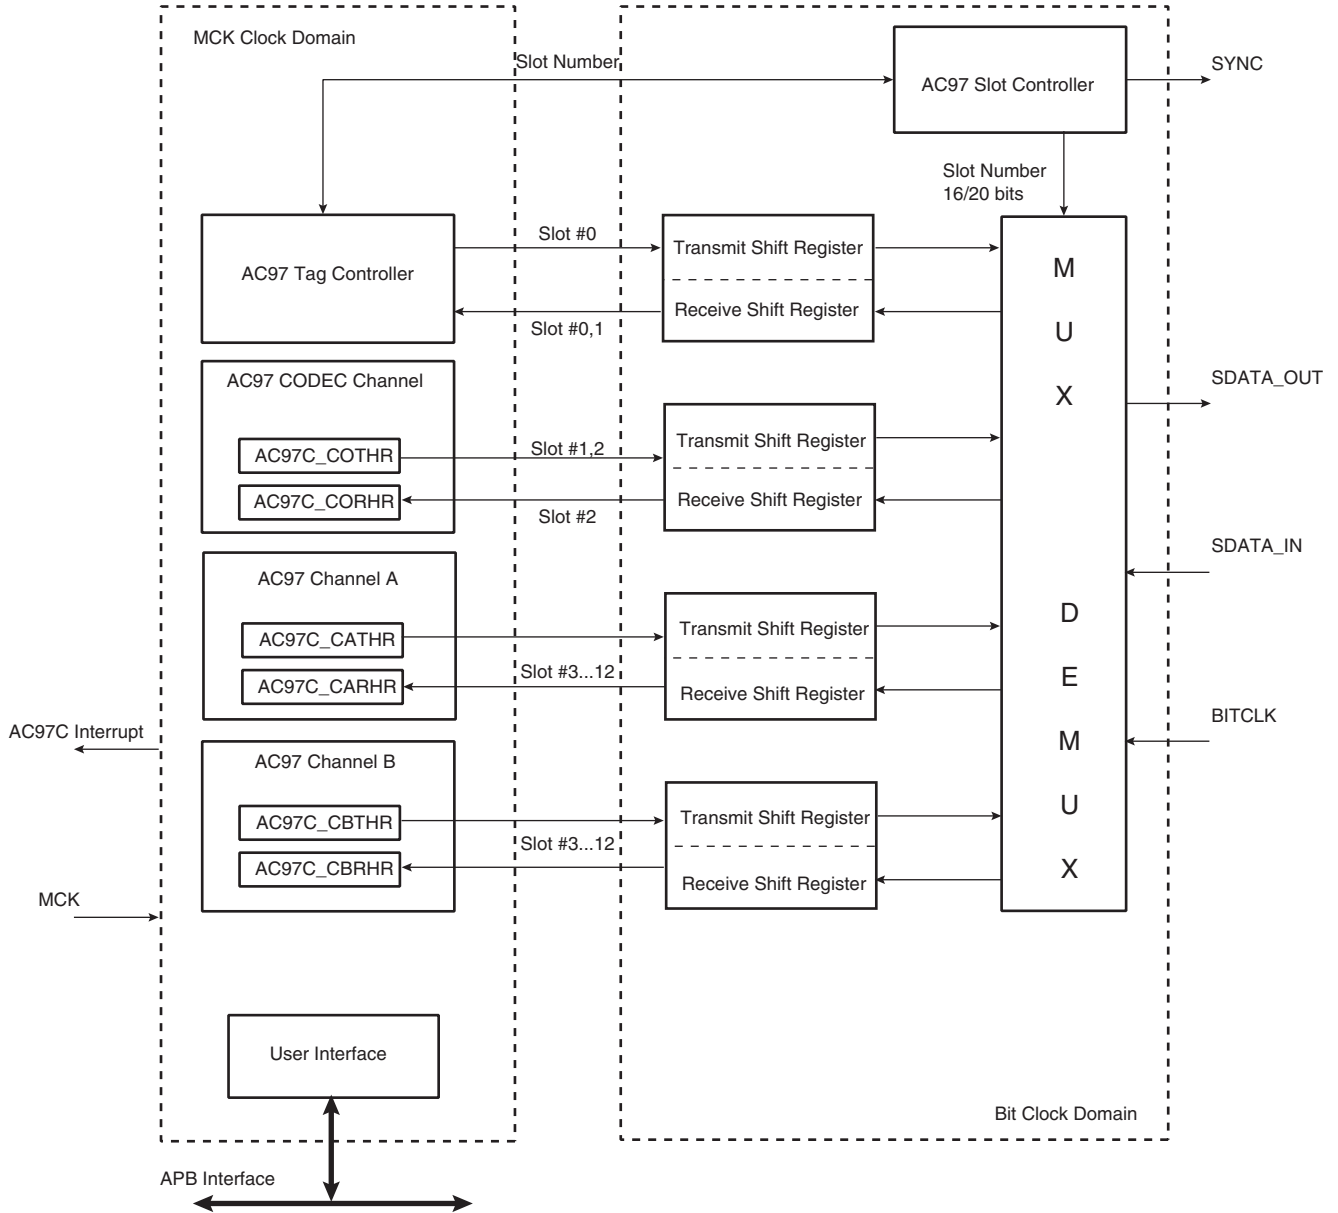 MCK Clock Domain
Slot Number
AC97 Slot Controller
SYNC
Slot Number
16/20 bits
AC97 Tag Controller
Slot #0
Transmit Shift Register
Receive Shift Register
Slot #0,1
M
U
X
D
E
M
U
X
AC97 CODEC Channel
AC97C_COTHR
AC97C_CORHR
Slot #1,2
Slot #2
Transmit Shift Register
Receive Shift Register
SDATA_OUT
SDATA_IN
AC97 Channel A
AC97C_CATHR
AC97C_CARHR
Slot #3...12
Transmit Shift Register
Receive Shift Register
AC97C Interrupt
BITCLK
AC97 Channel B
AC97C_CBTHR
AC97C_CBRHR
Slot #3...12
Transmit Shift Register
Receive Shift Register
MCK
User Interface
Bit Clock Domain
APB Interface